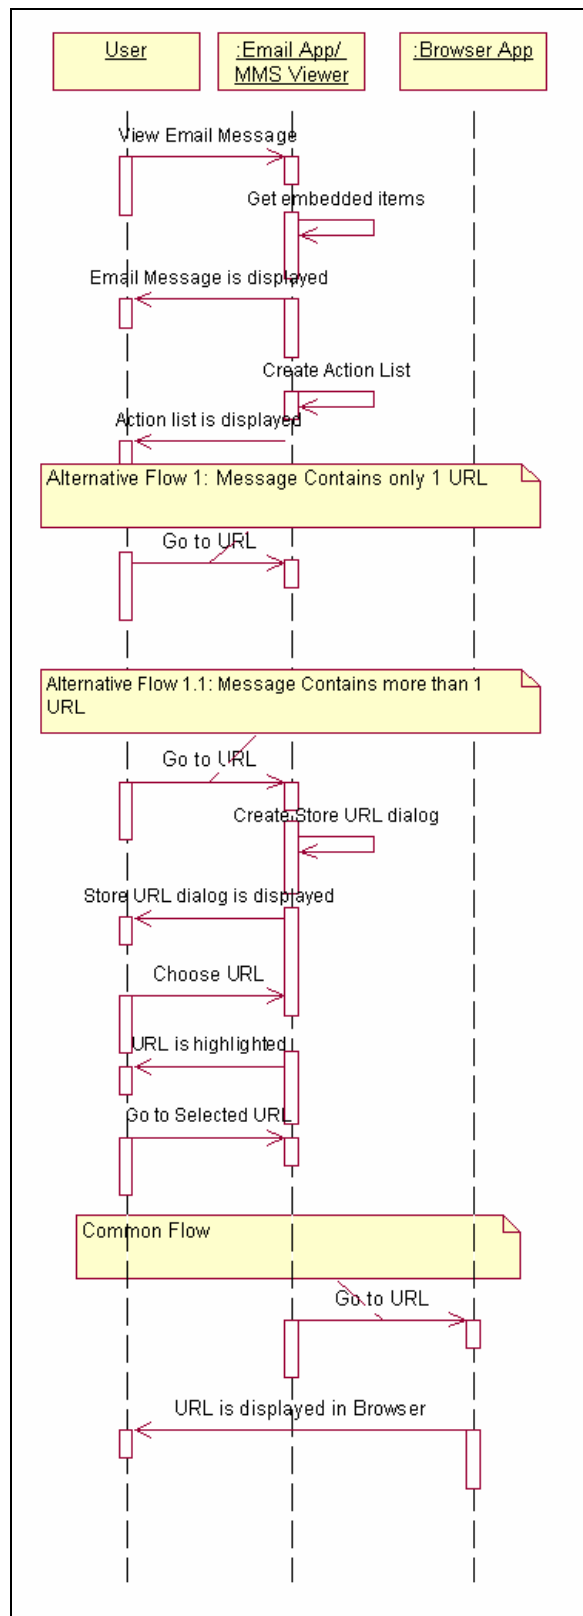 User
:Email App/
MMS Viewer
:Browser App
View Email Message
Get embedded items
Email Message is displayed
Create Action List
Action list is displayed
Alternative Flow 1: Message Contains only 1 URL
Go to URL
Alternative Flow 1.1: Message Contains more than 1
URL
Go to URL
Create Store URL dialog
Store URL dialog is displayed
Choose URL
URL is highlighted
Go to Selected URL
Common Flow
Go to URL
URL is displayed in Browser